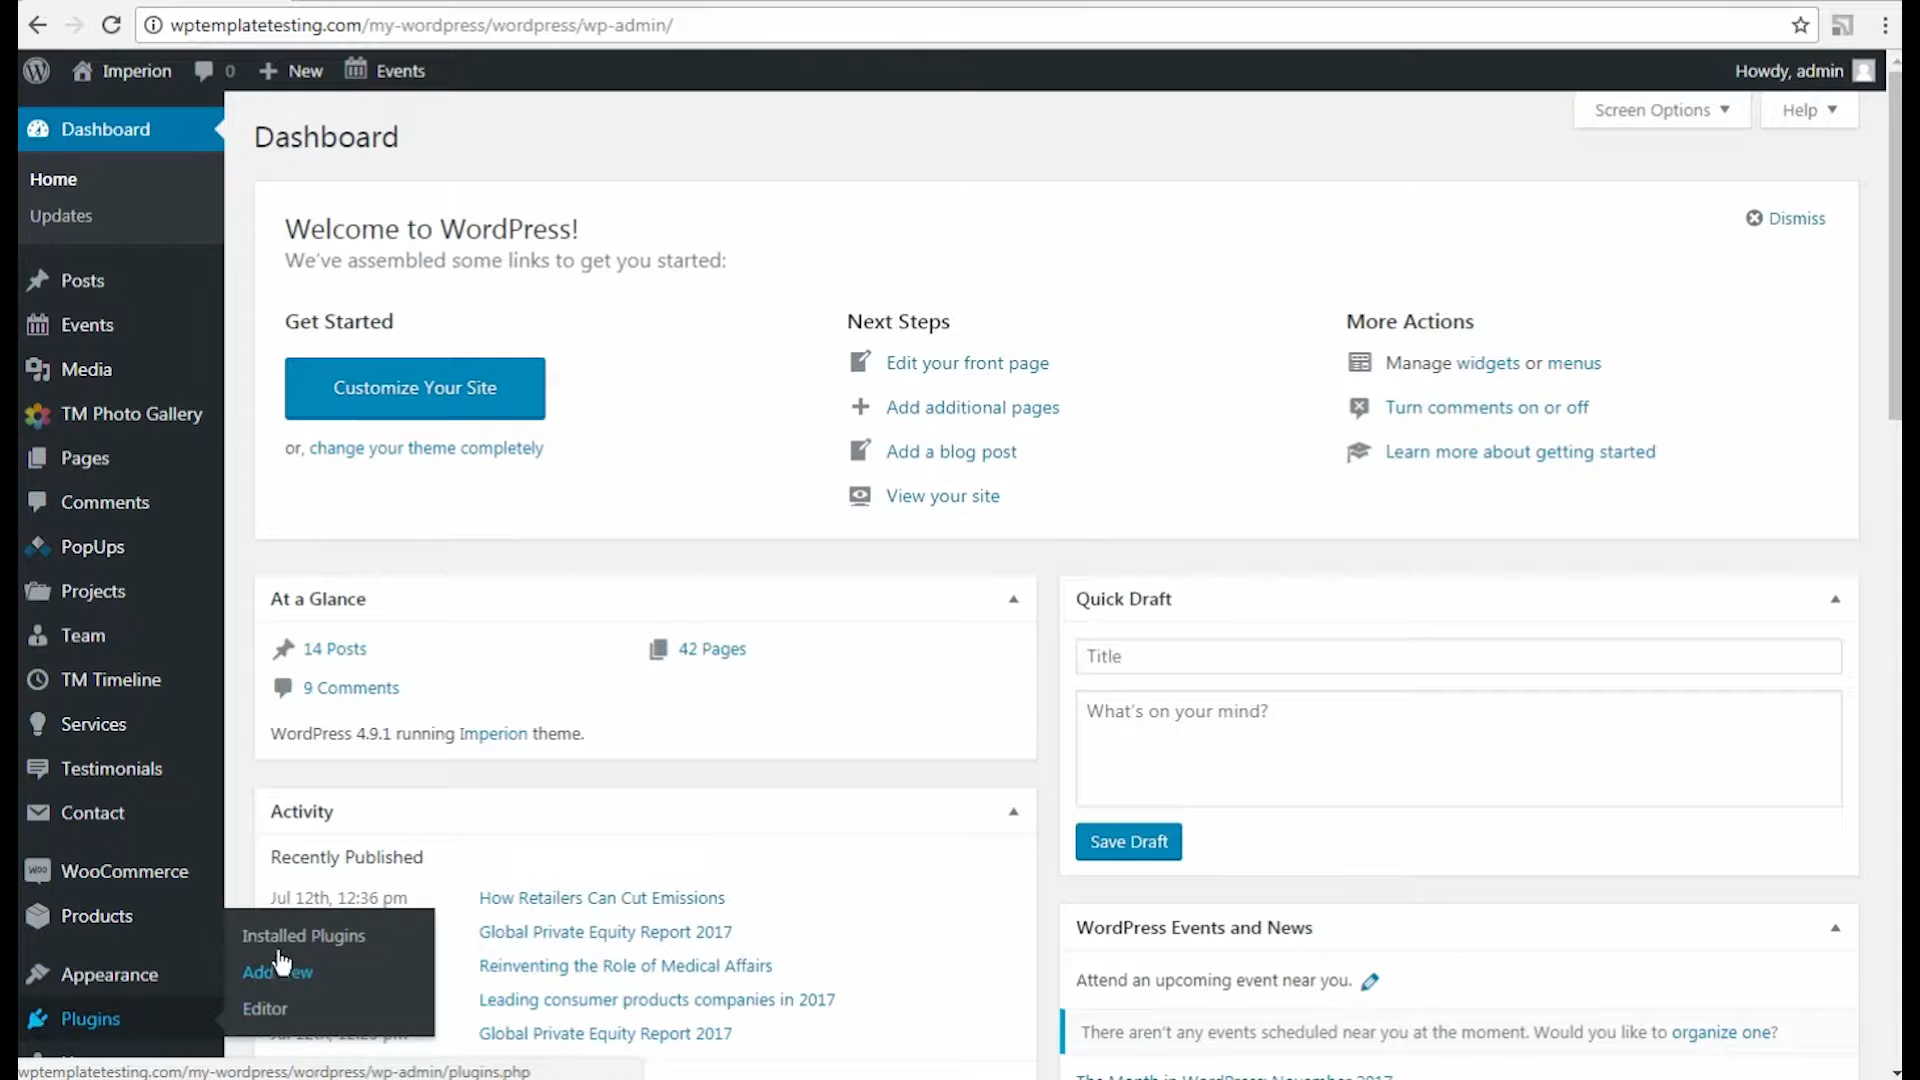 wptemplatetesting.com/my-wordpress/wordpress/wp-admin/
Imperion 0 New Events Howdy, admin
Dashboard
Home
Updates
Posts
Events
Media
TM Photo Gallery
Pages
Comments
PopUps
Projects
Team
TM Timeline
Services
Testimonials
Contact
WooCommerce
Products
Appearance
Plugins
Installed Plugins
Add New
Editor
Screen Options Help
Dashboard
Welcome to WordPress!
We've assembled some links to get you started:
Dismiss
Get Started
Customize Your Site
or, change your theme completely
Next Steps
Edit your front page
Add additional pages
Add a blog post
View your site
More Actions
Manage widgets or menus
Turn comments on or off
Learn more about getting started
At a Glance
14 Posts 42 Pages
9 Comments
WordPress 4.9.1 running Imperion theme.
Activity
Recently Published
Jul 12th, 12:36 pm How Retailers Can Cut Emissions
Global Private Equity Report 2017
Reinventing the Role of Medical Affairs
Leading consumer products companies in 2017
Global Private Equity Report 2017
Quick Draft
Title
What's on your mind?
Save Draft
WordPress Events and News
Attend an upcoming event near you.
There aren't any events scheduled near you at the moment. Would you like to organize one?
The Month in WordPress: November 2017
wptemplatetesting.com/my-wordpress/wordpress/wp-admin/plugins.php